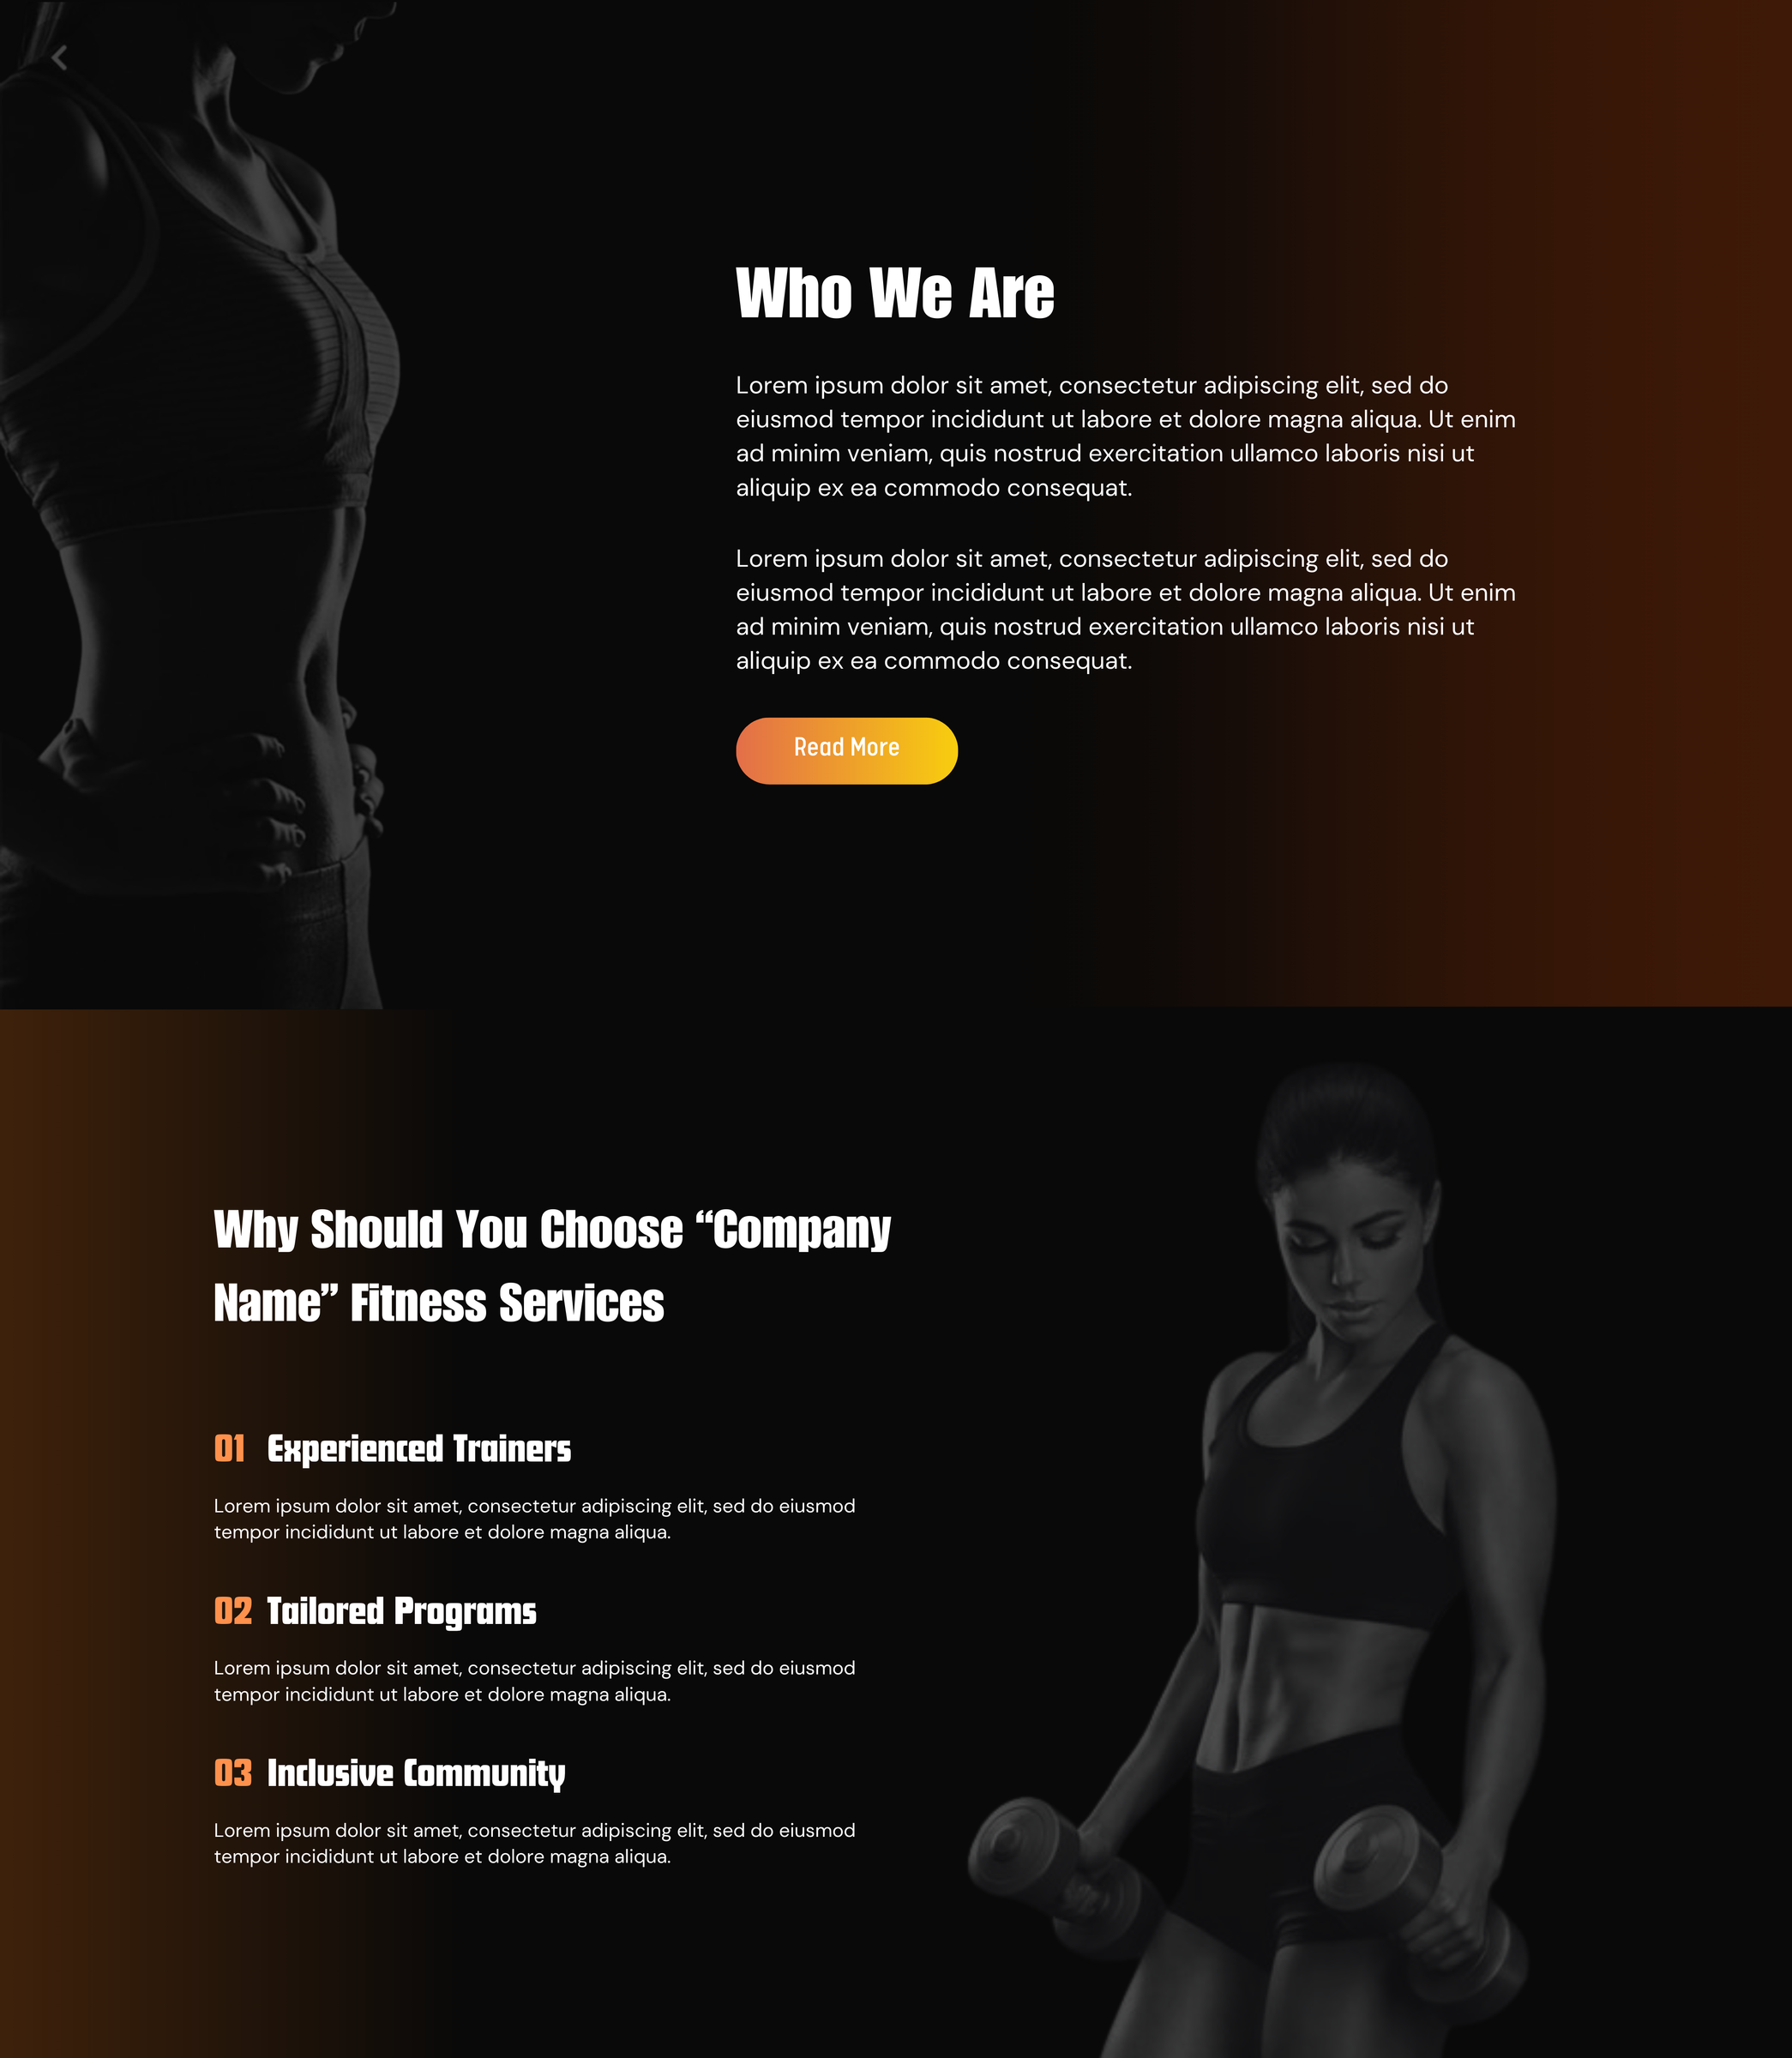 Who We Are
Lorem ipsum dolor sit amet, consectetur adipiscing elit, sed do
eiusmod tempor incididunt ut labore et dolore magna aliqua. Ut enim
ad minim veniam, quis nostrud exercitation ullamco laboris nisi ut
aliquip ex ea commodo consequat.
Lorem ipsum dolor sit amet, consectetur adipiscing elit, sed do
eiusmod tempor incididunt ut labore et dolore magna aliqua. Ut enim
ad minim veniam, quis nostrud exercitation ullamco laboris nisi ut
aliquip ex ea commodo consequat.
Read More
Why Should You Choose “Company
Name” Fitness Services
01 Experienced Trainers
Lorem ipsum dolor sit amet, consectetur adipiscing elit, sed do eiusmod
tempor incididunt ut labore et dolore magna aliqua.
02 Tailored Programs
Lorem ipsum dolor sit amet, consectetur adipiscing elit, sed do eiusmod
tempor incididunt ut labore et dolore magna aliqua.
03 Inclusive Community
Lorem ipsum dolor sit amet, consectetur adipiscing elit, sed do eiusmod
tempor incididunt ut labore et dolore magna aliqua.